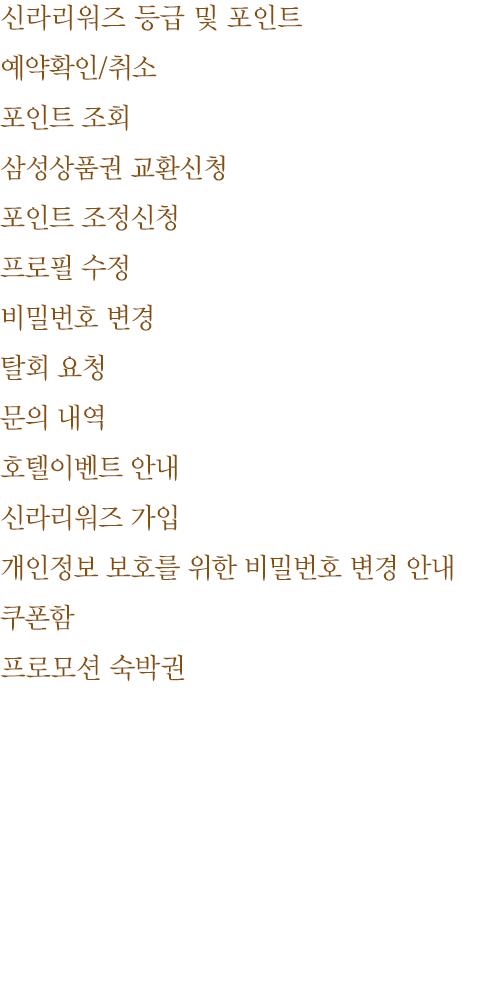 신라리워즈 등급 및 포인트
예약확인/취소
포인트 조회
삼성상품권 교환신청
포인트 조정신청
프로필 수정
비밀번호 변경
탈회 요청
문의 내역
호텔이벤트 안내
신라리워즈 가입
개인정보 보호를 위한 비밀번호 변경 안내
쿠폰함
프로모션 숙박권